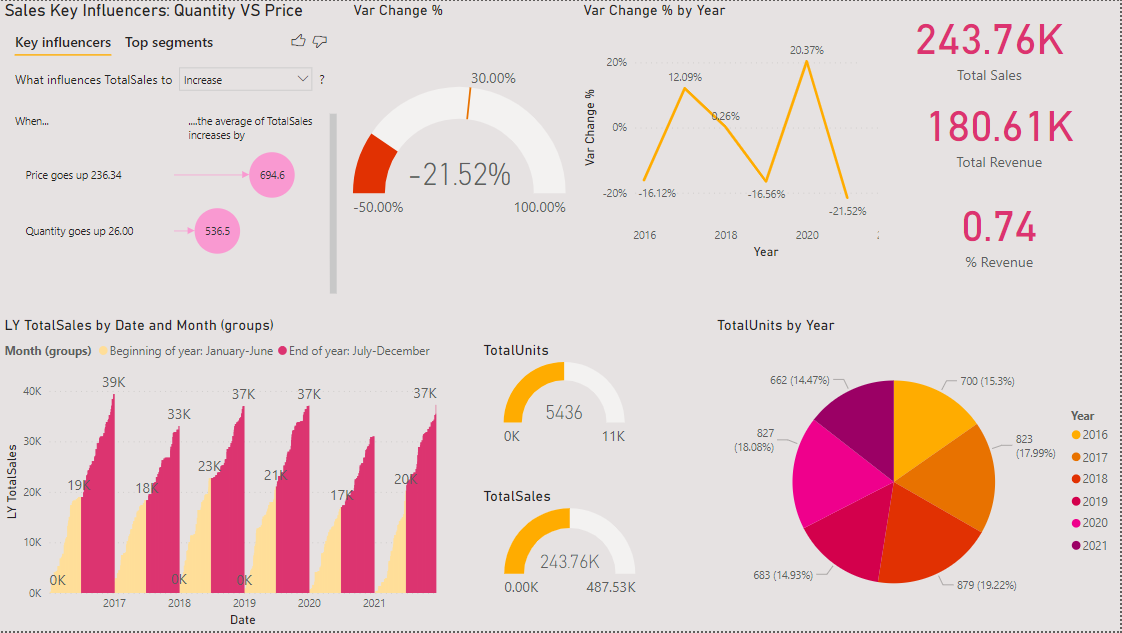 Sales Key Influencers: Quantity VS Price
Key influencers Top segments
What influences TotalSales to Increase ?
When...
....the average of TotalSales
increases by
Price goes up 236.34
694.6
Quantity goes up 26.00
536.5
Var Change %
30.00%
-21.52%
-50.00%
100.00%
Var Change % by Year
Var Change %
20%
0%
-20%
-16.12%
12.09%
0.26%
-16.56%
20.37%
-21.52%
2016
2018
2020
Year
243.76K
Total Sales
180.61K
Total Revenue
0.74
% Revenue
LY TotalSales by Date and Month (groups)
Month (groups) Beginning of year: January-June End of year: July-December
LY TotalSales
40K
30K
20K
10K
0K
0K
19K
39K
18K
33K
0K
23K
37K
0K
21K
37K
17K
20K
37K
2017
2018
2019
2020
2021
Date
TotalUnits
5436
0K
11K
TotalSales
243.76K
0.00K
487.53K
TotalUnits by Year
700 (15.3%)
823
(17.99%)
879 (19.22%)
683 (14.93%)
827
(18.08%)
662 (14.47%)
Year
2016
2017
2018
2019
2020
2021